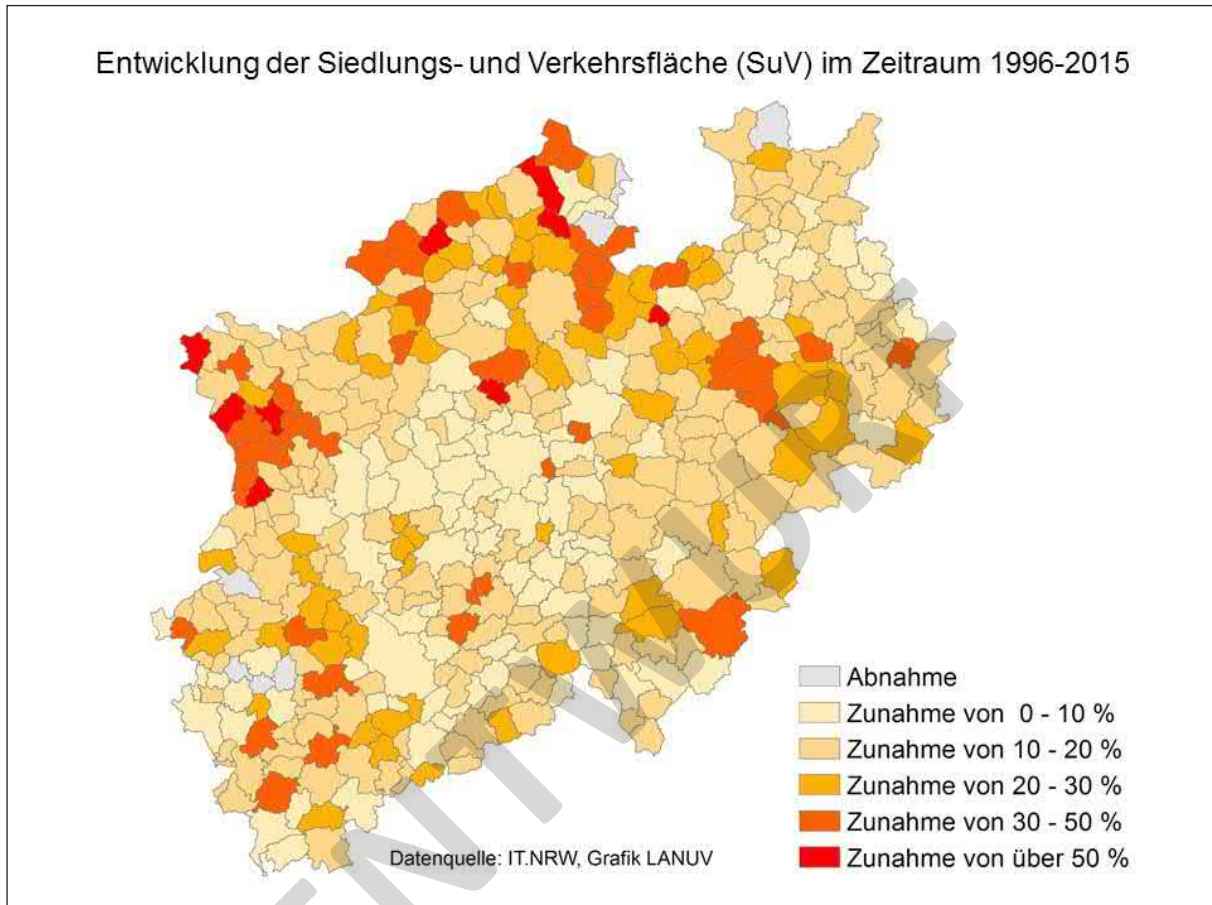 Entwicklung der Siedlungs- und Verkehrsfläche (SuV) im Zeitraum 1996-2015
Abnahme
Zunahme von 0 - 10 %
Zunahme von 10 - 20 %
Zunahme von 20 - 30 %
Zunahme von 30 - 50 %
Zunahme von über 50 %
Datenquelle: IT.NRW, Grafik LANUV
ENTWURF